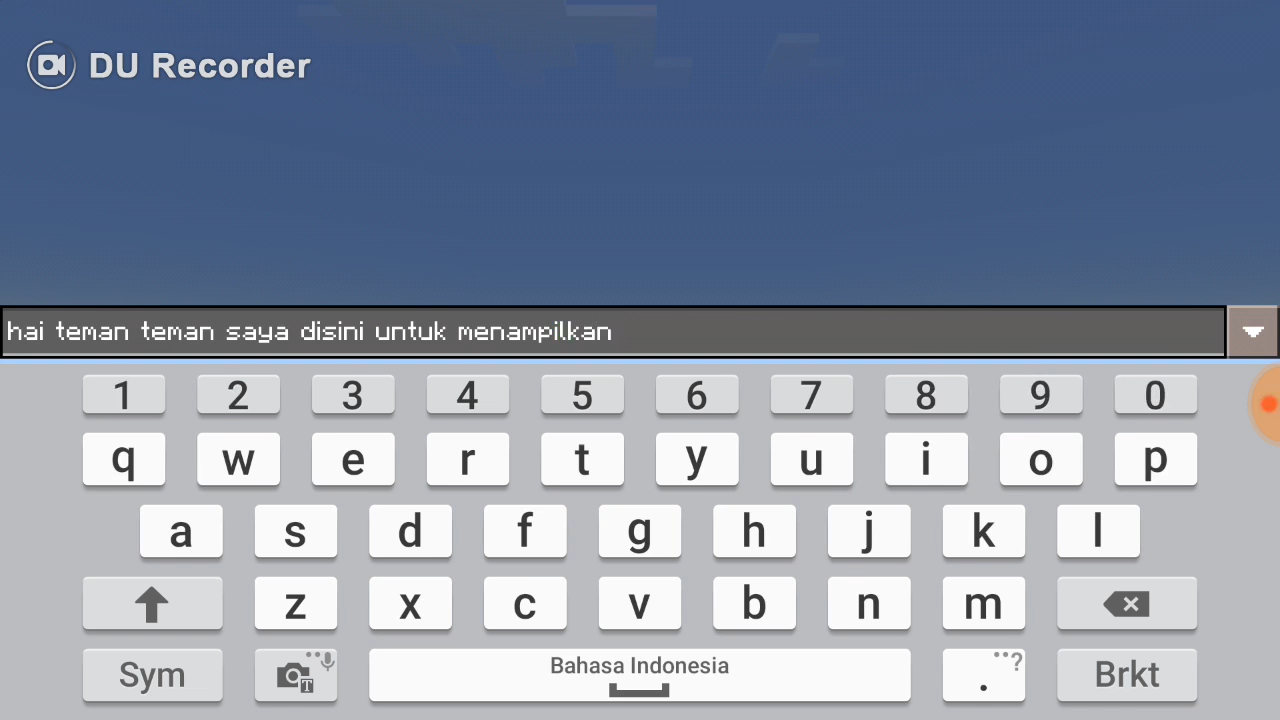 DU Recorder
hai teman teman saya disini untuk menampilkan
1 2 3 4 5 6 7 8 9 0
q w e r t y u i o p
a s d f g h j k l
z x c v b n m
Sym T Bahasa Indonesia . ? Brkt